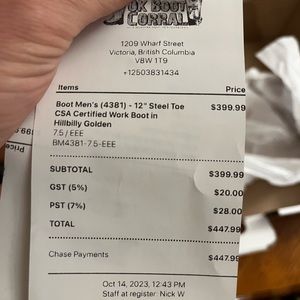 OK BOOT
CORRAL
1209 Wharf Street
Victoria, British Columbia
V8W 1T9
+12503831434
Items Price
Boot Men's (4381) - 12" Steel Toe $399.99
CSA Certified Work Boot in
Hillbilly Golden
7.5 / EEE
BM4381-7.5-EEE
SUBTOTAL $399.99
GST (5%) $20.00
PST (7%) $28.00
TOTAL $447.99
Chase Payments $447.99
Oct 14, 2023, 12:43 PM
Staff at register: Nick W
Price